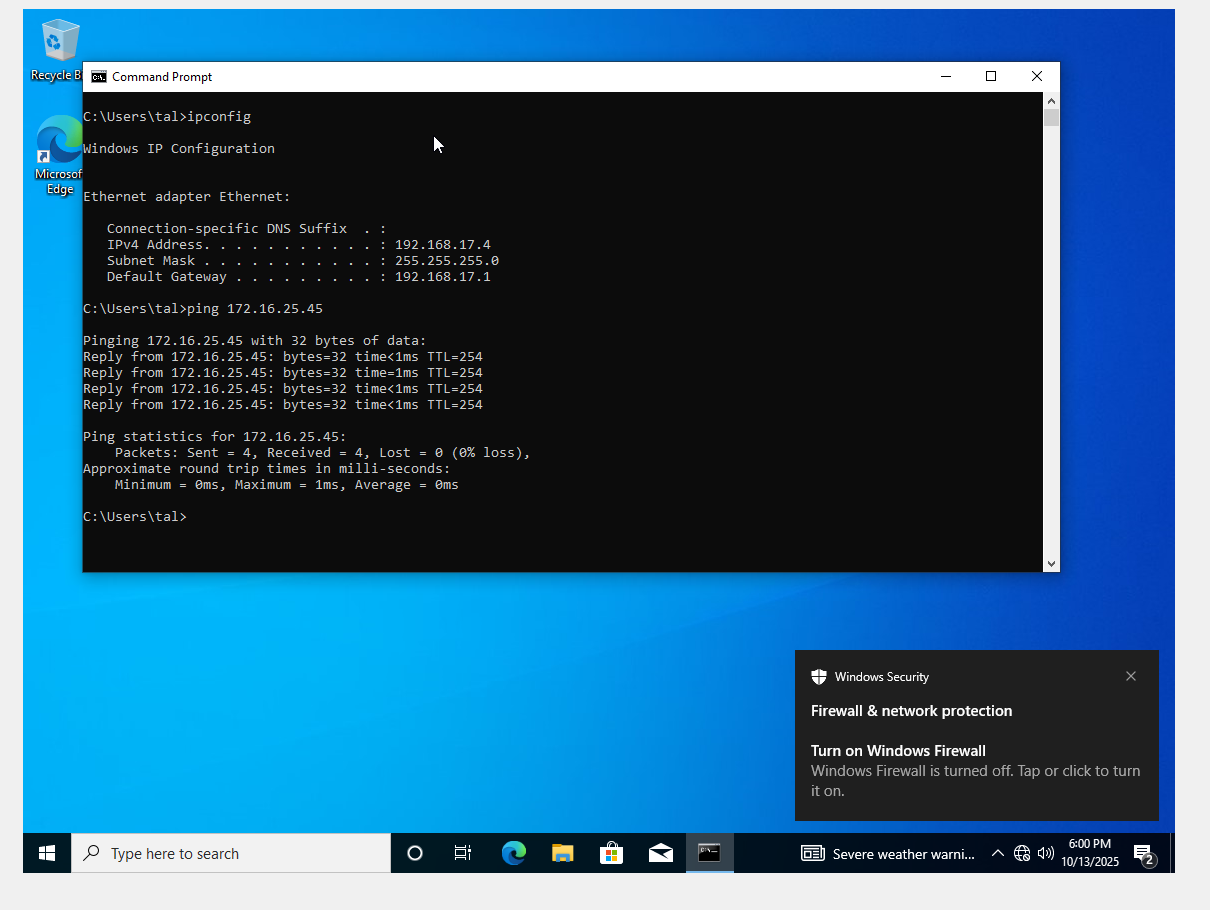 Recycle B
Microsof
Edge
Command Prompt
C:\Users\tal>ipconfig
Windows IP Configuration
Ethernet adapter Ethernet:
   Connection-specific DNS Suffix  . :
   IPv4 Address. . . . . . . . . . . : 192.168.17.4
   Subnet Mask . . . . . . . . . . . : 255.255.255.0
   Default Gateway . . . . . . . . . : 192.168.17.1
C:\Users\tal>ping 172.16.25.45
Pinging 172.16.25.45 with 32 bytes of data:
Reply from 172.16.25.45: bytes=32 time<1ms TTL=254
Reply from 172.16.25.45: bytes=32 time=1ms TTL=254
Reply from 172.16.25.45: bytes=32 time<1ms TTL=254
Reply from 172.16.25.45: bytes=32 time<1ms TTL=254
Ping statistics for 172.16.25.45:
    Packets: Sent = 4, Received = 4, Lost = 0 (0% loss),
Approximate round trip times in milli-seconds:
    Minimum = 0ms, Maximum = 1ms, Average = 0ms
C:\Users\tal>
Windows Security
Firewall & network protection
Turn on Windows Firewall
Windows Firewall is turned off. Tap or click to turn
it on.
Type here to search
Severe weather warni...
6:00 PM
10/13/2025
2